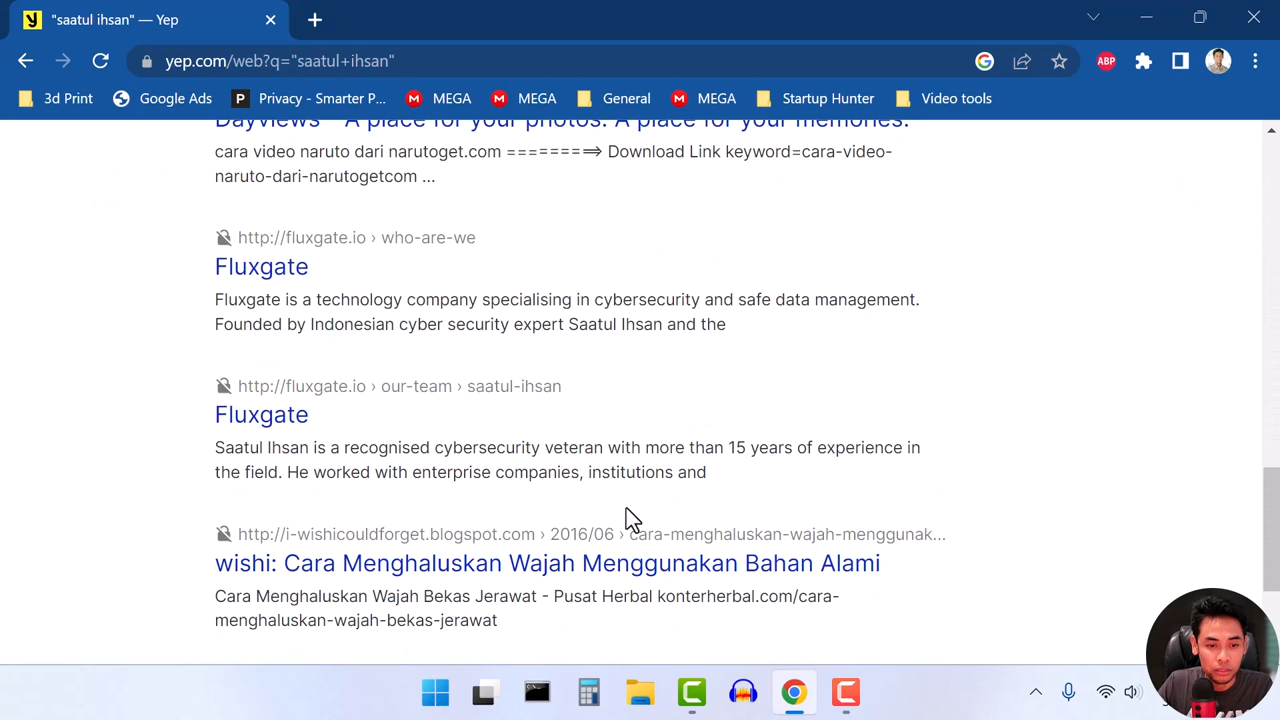 "saatul ihsan" — Yep
yep.com/web?q="saatul+ihsan"
ABP
3d Print
Google Ads
Privacy - Smarter P...
MEGA
MEGA
General
MEGA
Startup Hunter
Video tools
DayViews - A place for your photos. A place for your memories.
cara video naruto dari narutoget.com ========> Download Link keyword=cara-video-
naruto-dari-narutogetcom ...
http://fluxgate.io › who-are-we
Fluxgate
Fluxgate is a technology company specialising in cybersecurity and safe data management.
Founded by Indonesian cyber security expert Saatul Ihsan and the
http://fluxgate.io › our-team › saatul-ihsan
Fluxgate
Saatul Ihsan is a recognised cybersecurity veteran with more than 15 years of experience in
the field. He worked with enterprise companies, institutions and
http://i-wishicouldforget.blogspot.com › 2016/06 › cara-menghaluskan-wajah-menggunak...
wishi: Cara Menghaluskan Wajah Menggunakan Bahan Alami
Cara Menghaluskan Wajah Bekas Jerawat - Pusat Herbal konterherbal.com/cara-
menghaluskan-wajah-bekas-jerawat